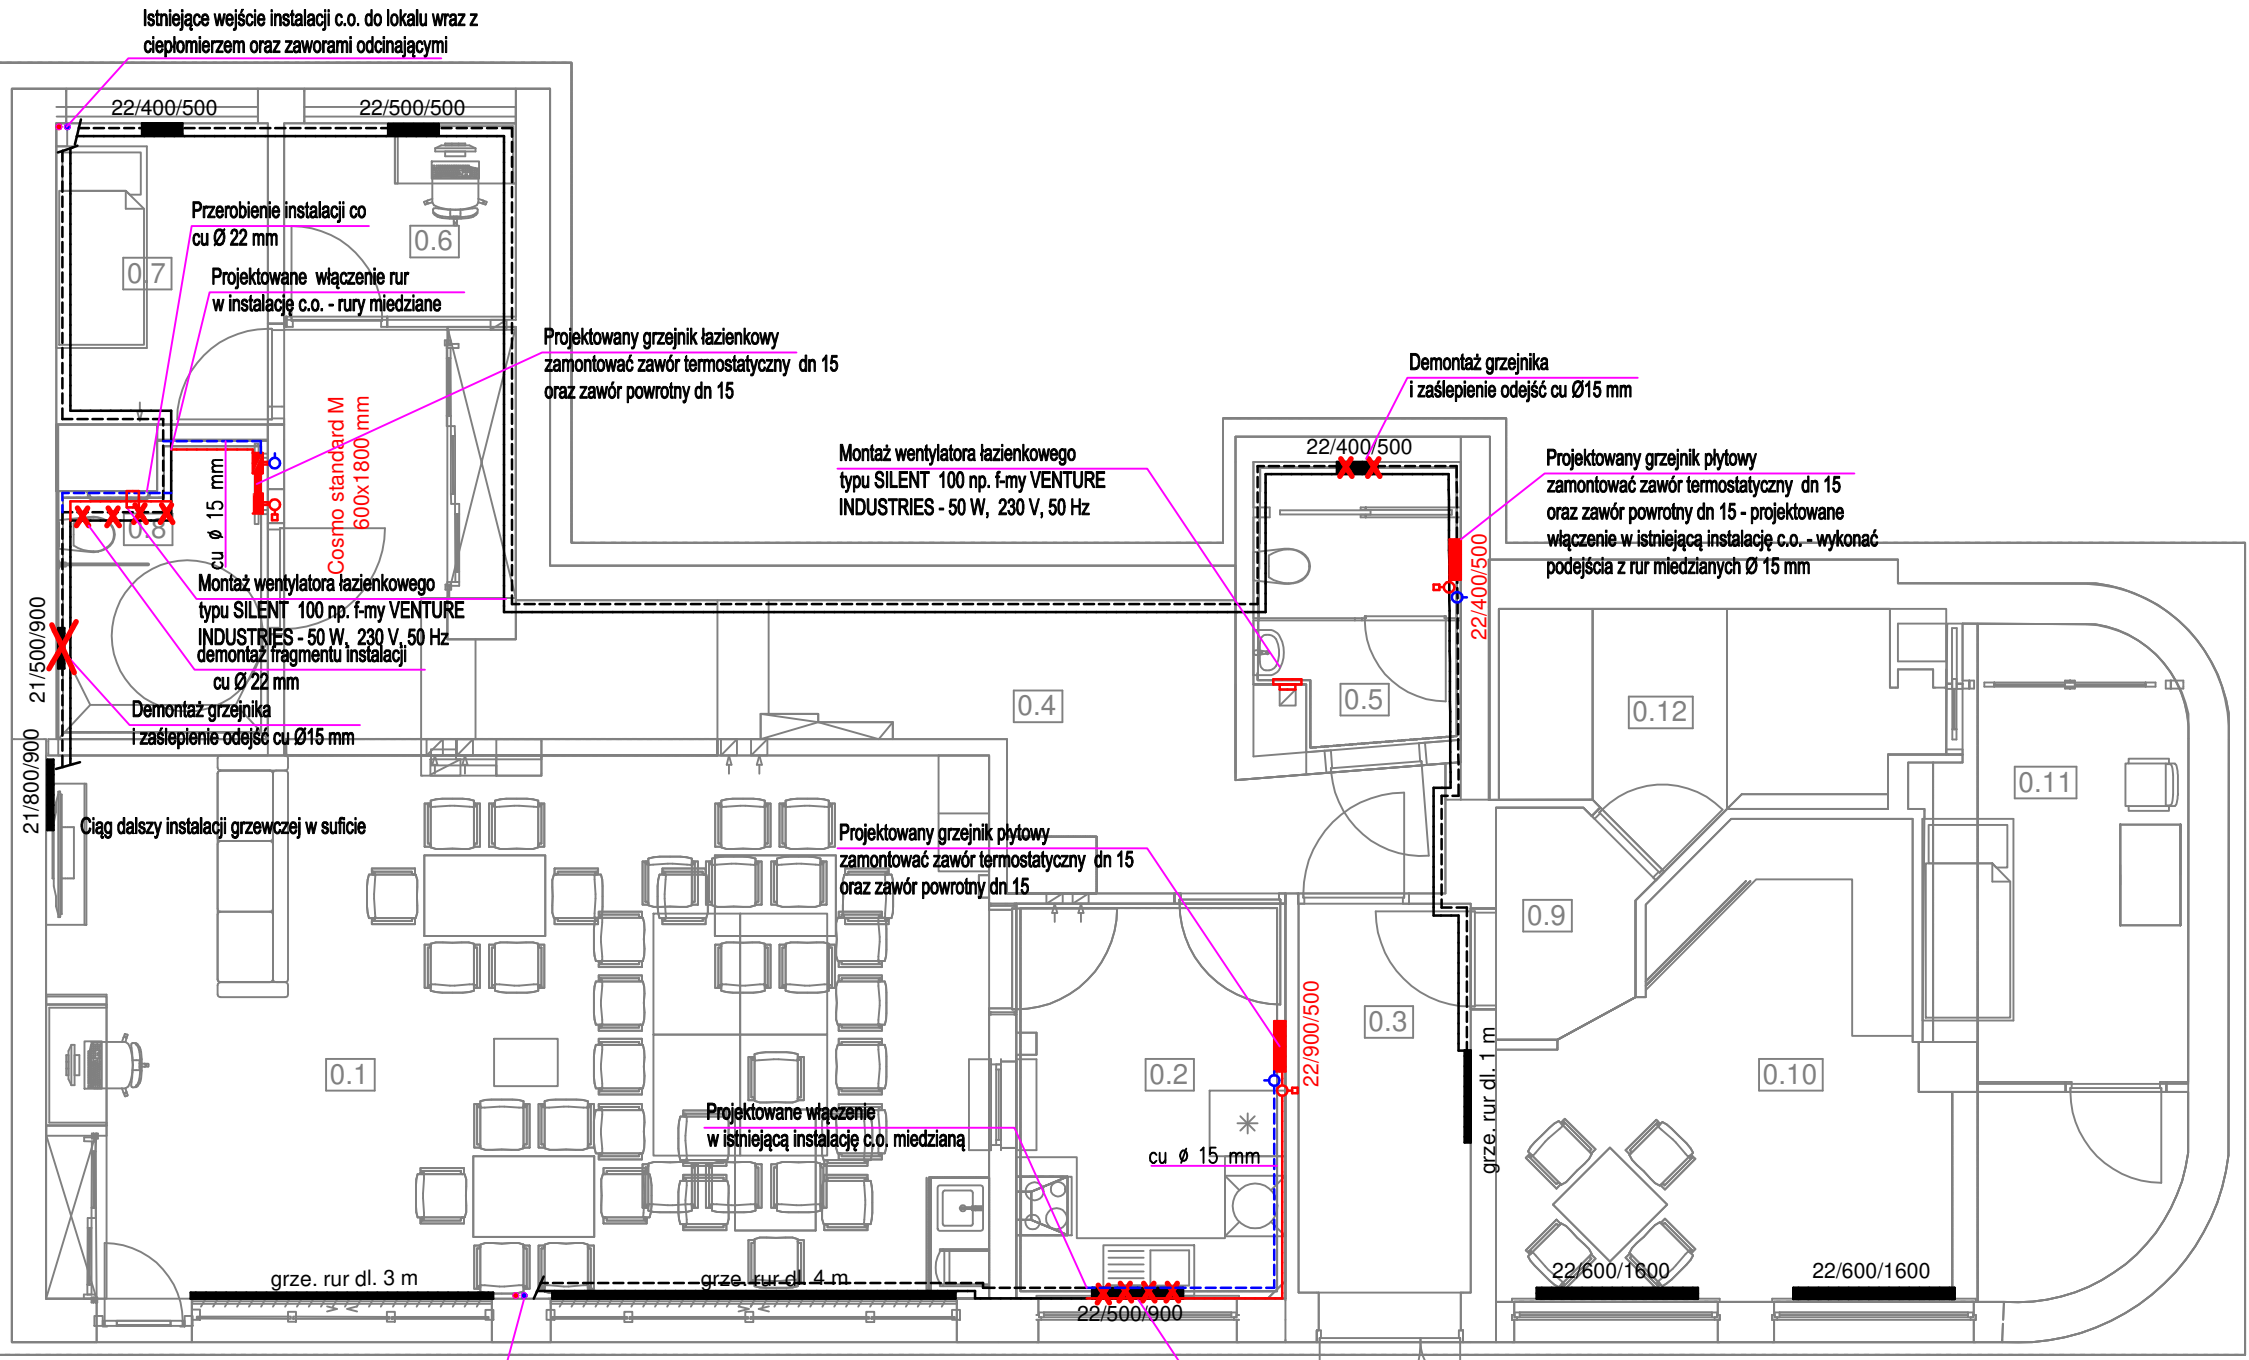 Istniejące wejście instalacji c.o. do lokalu wraz z
ciepłomierzem oraz zaworami odcinającymi
22/400/500
22/500/500
Przerobienie instalacji co
cu Ø 22 mm
0.6
0.7
Projektowane włączenie rur
w instalację c.o. - rury miedziane
Projektowany grzejnik łazienkowy
zamontować zawór termostatyczny dn 15
oraz zawór powrotny dn 15
Cosmo standard M
600x1800 mm
cu ø 15 mm
0.8
Montaż wentylatora łazienkowego
typu SILENT 100 np. f-my VENTURE
INDUSTRIES - 50 W, 230 V, 50 Hz
demontaż fragmentu instalacji
cu Ø 22 mm
21/500/900
Demontaż grzejnika
i zaślepienie odejść cu Ø15 mm
21/800/900
Ciąg dalszy instalacji grzewczej w suficie
Demontaż grzejnika
i zaślepienie odejść cu Ø15 mm
22/400/500
Montaż wentylatora łazienkowego
typu SILENT 100 np. f-my VENTURE
INDUSTRIES - 50 W, 230 V, 50 Hz
Projektowany grzejnik płytowy
zamontować zawór termostatyczny dn 15
oraz zawór powrotny dn 15 - projektowane
włączenie w istniejącą instalację c.o. - wykonać
podejścia z rur miedzianych Ø 15 mm
22/400/500
0.4
0.5
0.12
0.11
Projektowany grzejnik płytowy
zamontować zawór termostatyczny dn 15
oraz zawór powrotny dn 15
0.9
22/900/500
0.3
0.1
0.2
0.10
grze. rur dl. 1 m
Projektowane włączenie
w istniejącą instalację c.o. miedzianą
cu ø 15 mm
grze. rur dl. 3 m
grze. rur dl. 4 m
22/500/900
22/600/1600
22/600/1600